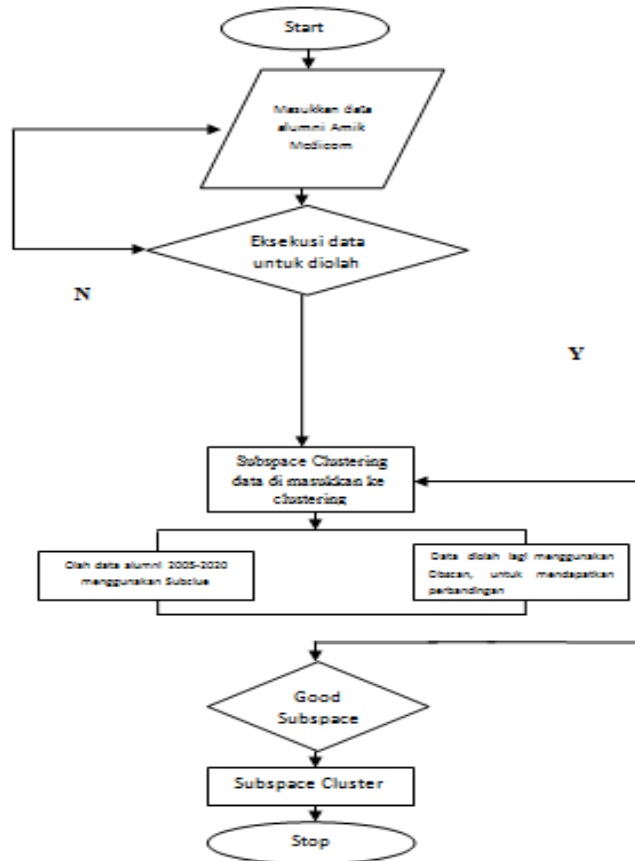 Start
Masukkan data
alumni Amik
Medicom
Eksekusi data
untuk diolah
N
Y
Subspace Clustering
data di masukkan ke
clustering
Olah data alumni 2005-2020
menggunakan Subclue
Data diolah lagi menggunakan
Dbscan, untuk mendapatkan
perbandingan
Good
Subspace
Subspace Cluster
Stop